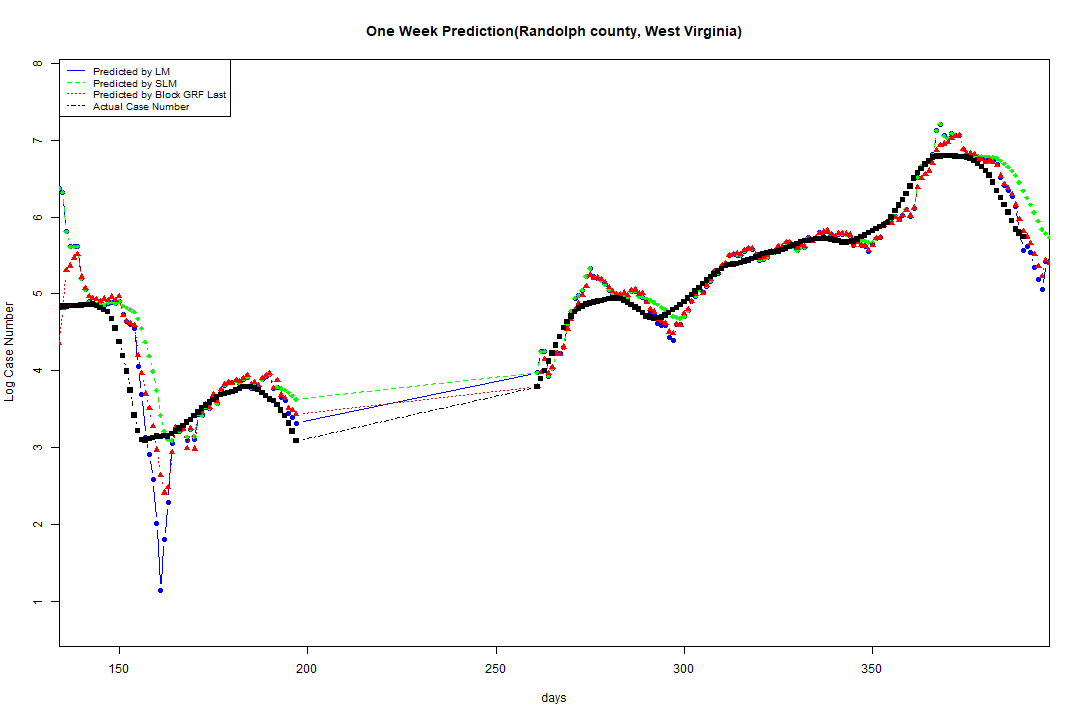 One Week Prediction(Randolph county, West Virginia)
Predicted by LM
Predicted by SLM
Predicted by Block GRF Last
Actual Case Number
Log Case Number
8
7
6
5
4
3
2
1
150
200
250
300
350
days